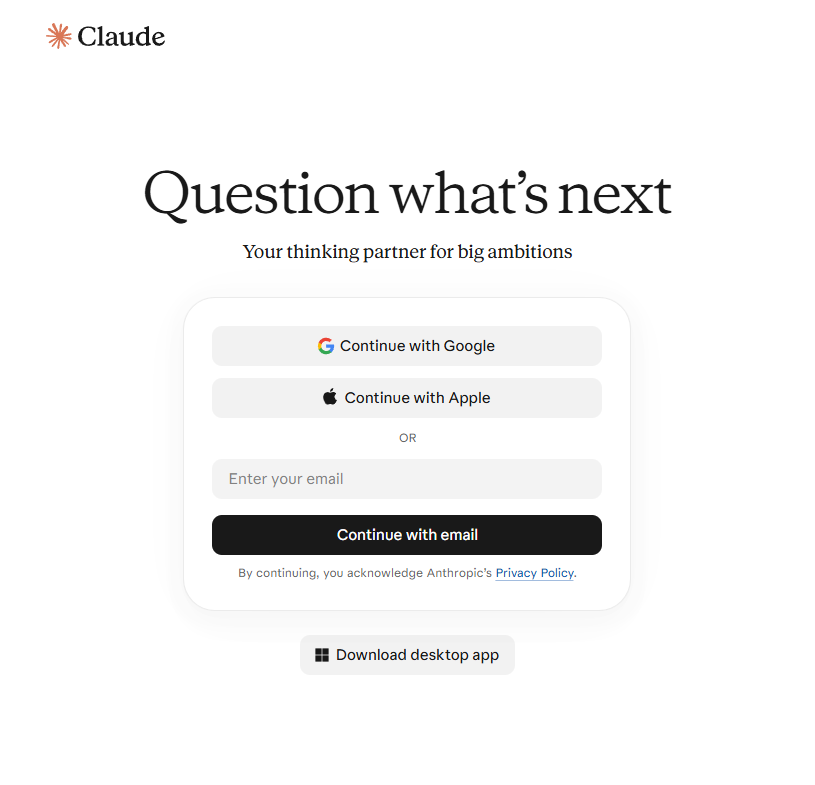 Claude
Question what’s next
Your thinking partner for big ambitions
Continue with Google
Continue with Apple
OR
Enter your email
Continue with email
By continuing, you acknowledge Anthropic’s Privacy Policy.
Download desktop app